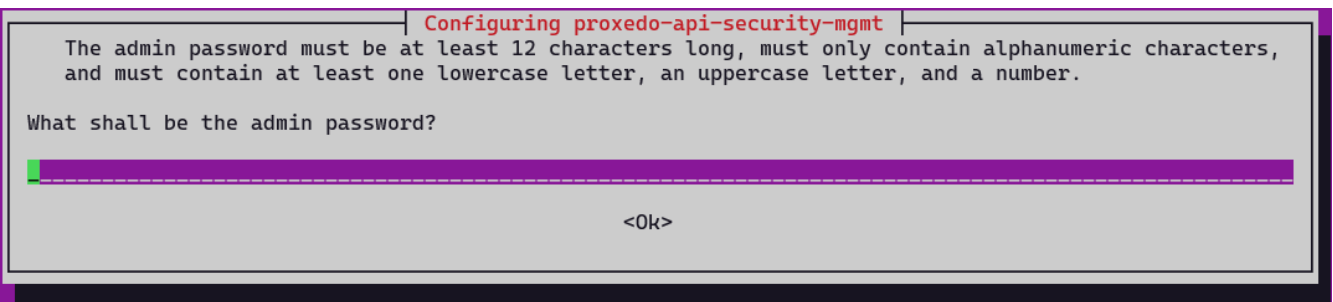 Configuring proxedo-api-security-mgmt
The admin password must be at least 12 characters long, must only contain alphanumeric characters,
and must contain at least one lowercase letter, an uppercase letter, and a number.
What shall be the admin password?
<Ok>